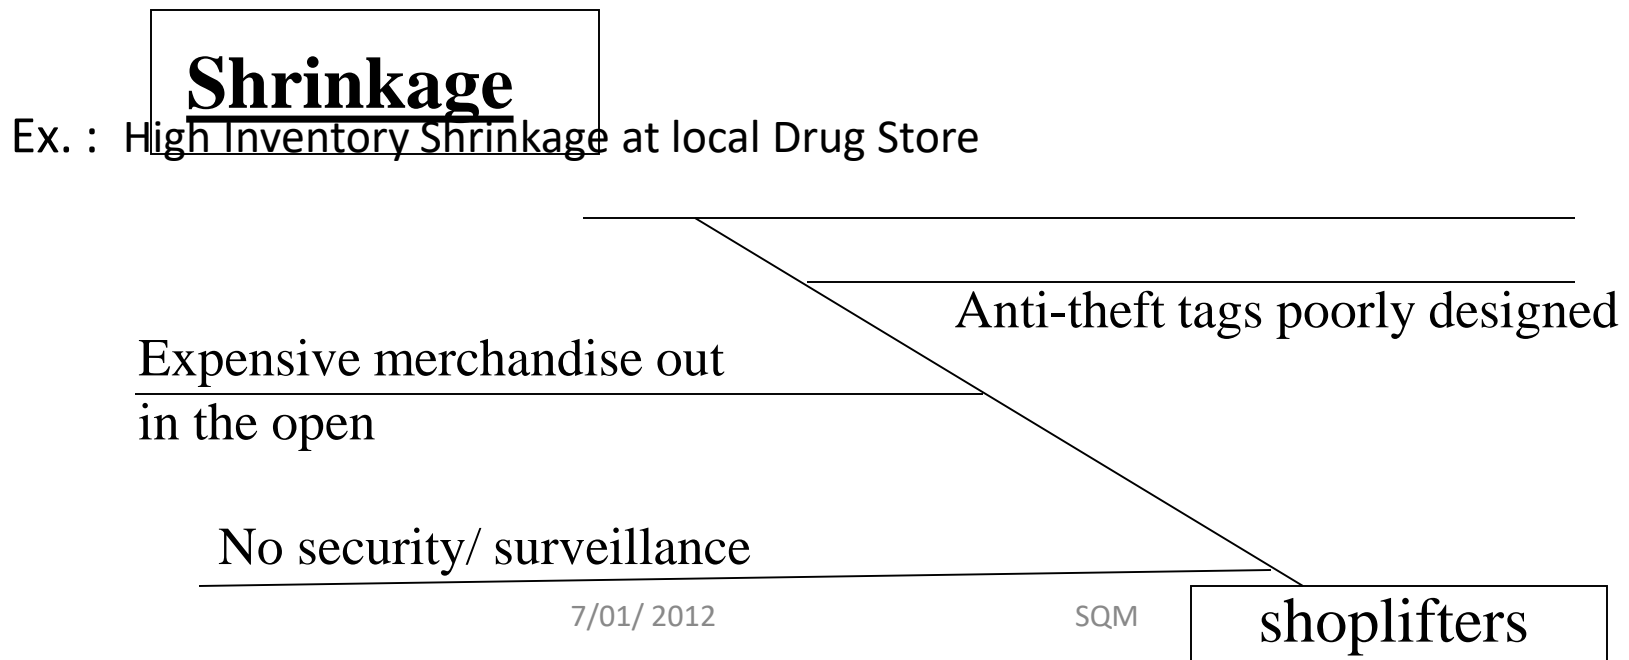 Shrinkage
Ex. : High Inventory Shrinkage at local Drug Store
Anti-theft tags poorly designed
Expensive merchandise out
in the open
No security/ surveillance
7/01/ 2012
SQM
shoplifters